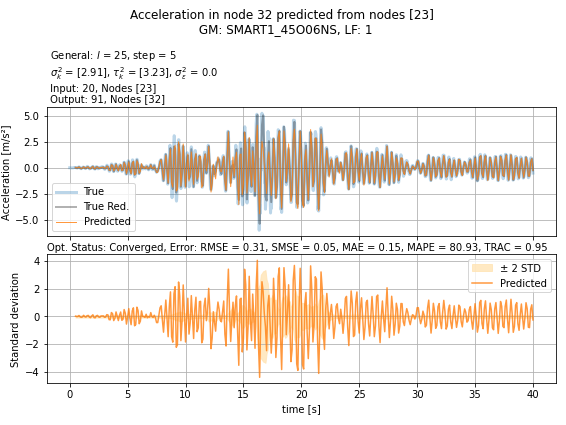 Acceleration in node 32 predicted from nodes [23]
GM: SMART1_45O06NS, LF: 1
General: l = 25, step = 5
σ²ₖ = [2.91], τ²ₖ = [3.23], σ²ε = 0.0
Input: 20, Nodes [23]
Output: 91, Nodes [32]
Acceleration [m/s²]
5.0
2.5
0.0
−2.5
−5.0
True
True Red.
Predicted
Opt. Status: Converged, Error: RMSE = 0.31, SMSE = 0.05, MAE = 0.15, MAPE = 80.93, TRAC = 0.95
Standard deviation
4
2
0
−2
−4
± 2 STD
Predicted
0 5 10 15 20 25 30 35 40
time [s]